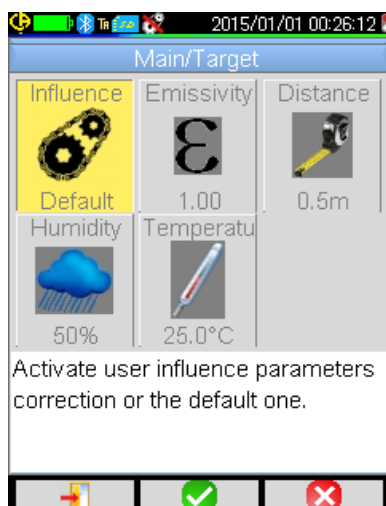 2015/01/01 00:26:12
Main/Target
Influence Emissivity Distance
ε
Default 1.00 0.5m
Humidity Temperatu
50% 25.0°C
Activate user influence parameters
correction or the default one.